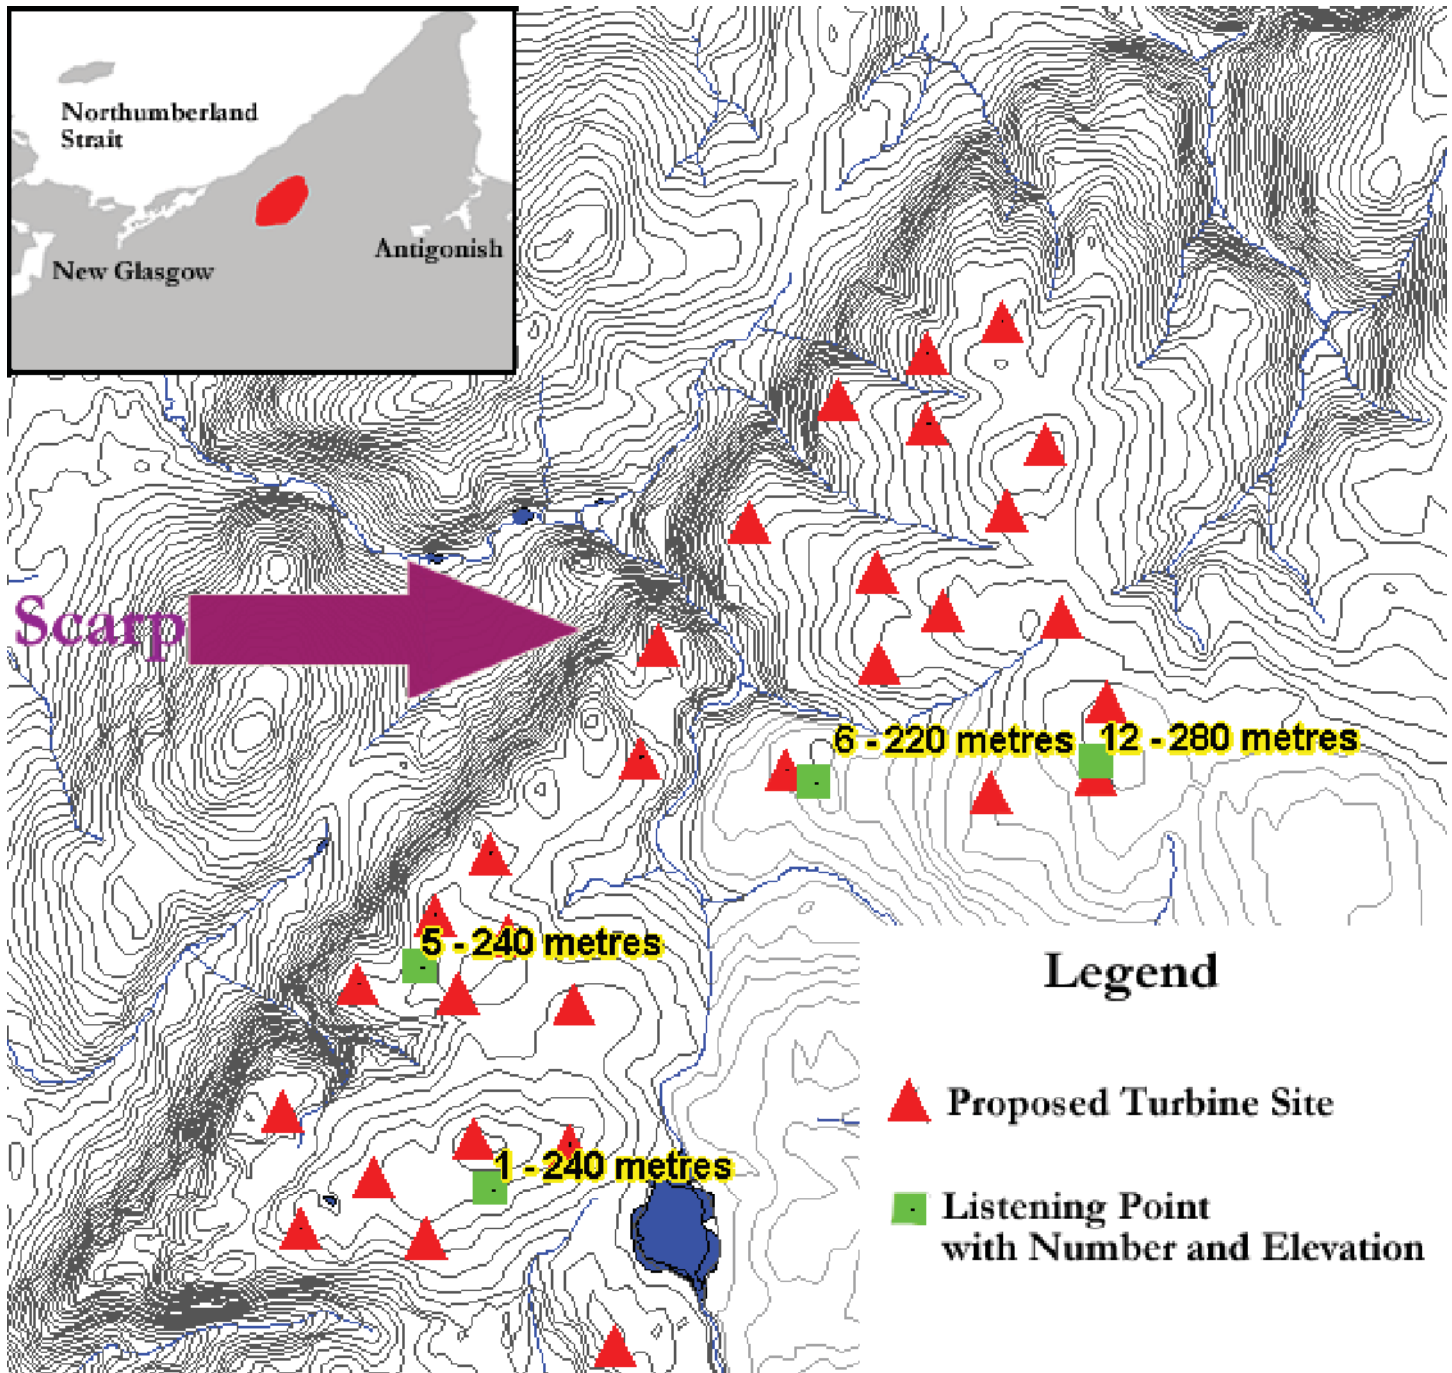 Northumberland
Strait
Antigonish
New Glasgow
Scarp
6 - 220 metres
12 - 280 metres
5 - 240 metres
1 - 240 metres
Legend
Proposed Turbine Site
Listening Point
with Number and Elevation